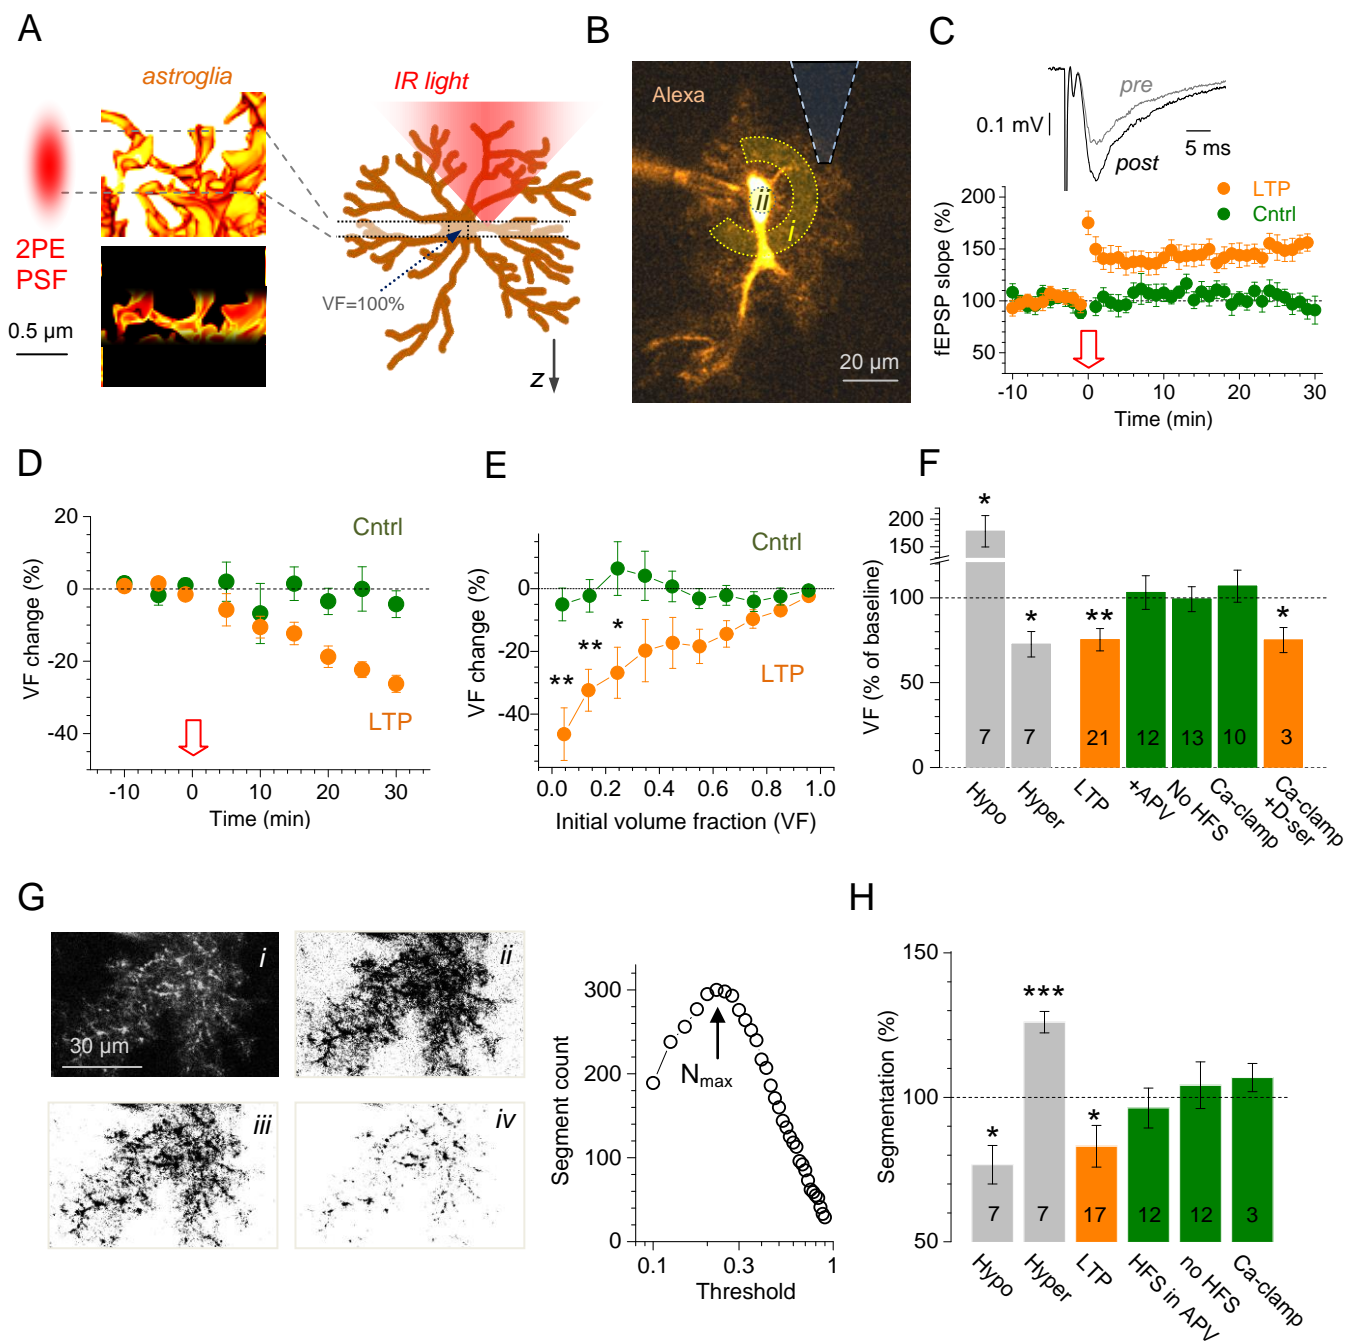 A
astroglia
IR light
2PE
PSF
0.5 µm
VF=100%
z
B
Alexa
ii
i
20 µm
C
pre
0.1 mV
post
5 ms
LTP
Cntrl
fEPSP slope (%)
200
150
100
50
-10
0
10
20
30
Time (min)
D
VF change (%)
20
0
-20
-40
Cntrl
LTP
-10
0
10
20
30
Time (min)
E
VF change (%)
0
-20
-40
Cntrl
**
**
*
LTP
0.0
0.2
0.4
0.6
0.8
1.0
Initial volume fraction (VF)
F
VF (% of baseline)
200
150
100
50
0
*
*
**
*
7
7
21
12
13
10
3
Hypo
Hyper
LTP
+APV
No HFS
Ca-clamp
Ca-clamp
+D-ser
G
i
30 µm
ii
iii
iv
Segment count
300
200
100
0
Nmax
0.1
0.3
1
Threshold
H
Segmentation (%)
150
100
50
*
***
*
7
7
17
12
12
3
Hypo
Hyper
LTP
HFS in APV
no HFS
Ca-clamp